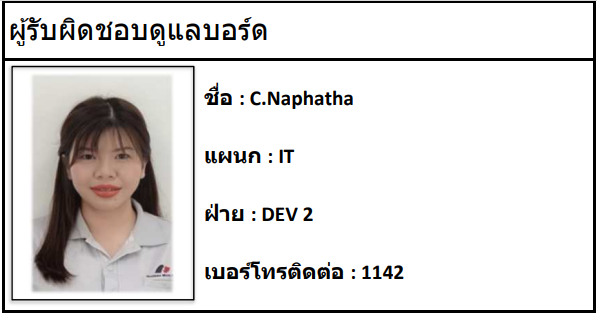 ผู้รับผิดชอบดูแลบอร์ด
ชื่อ : C.Naphatha
แผนก : IT
ฝ่าย : DEV 2
เบอร์โทรติดต่อ : 1142